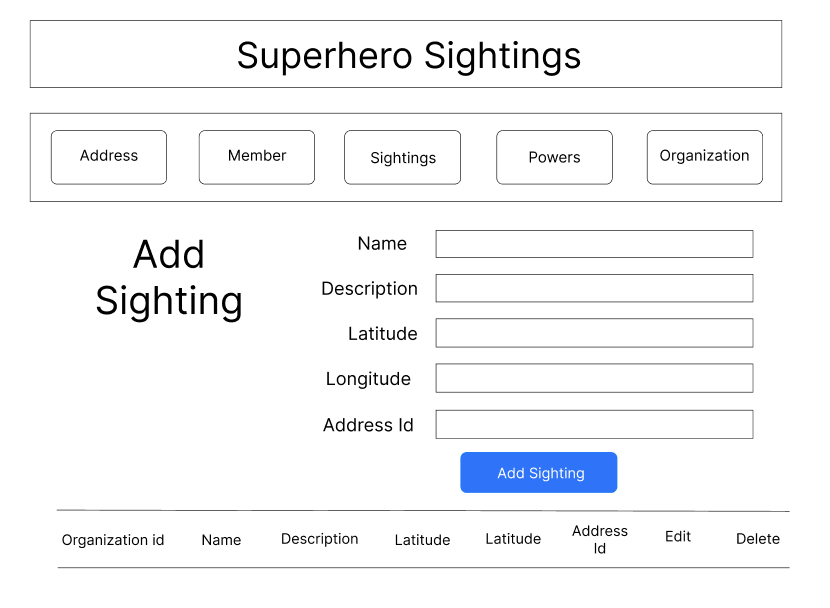 Superhero Sightings
Address Member Sightings Powers Organization
Add
Sighting
Name
Description
Latitude
Longitude
Address Id
Add Sighting
Organization id Name Description Latitude Latitude Address Id Edit Delete